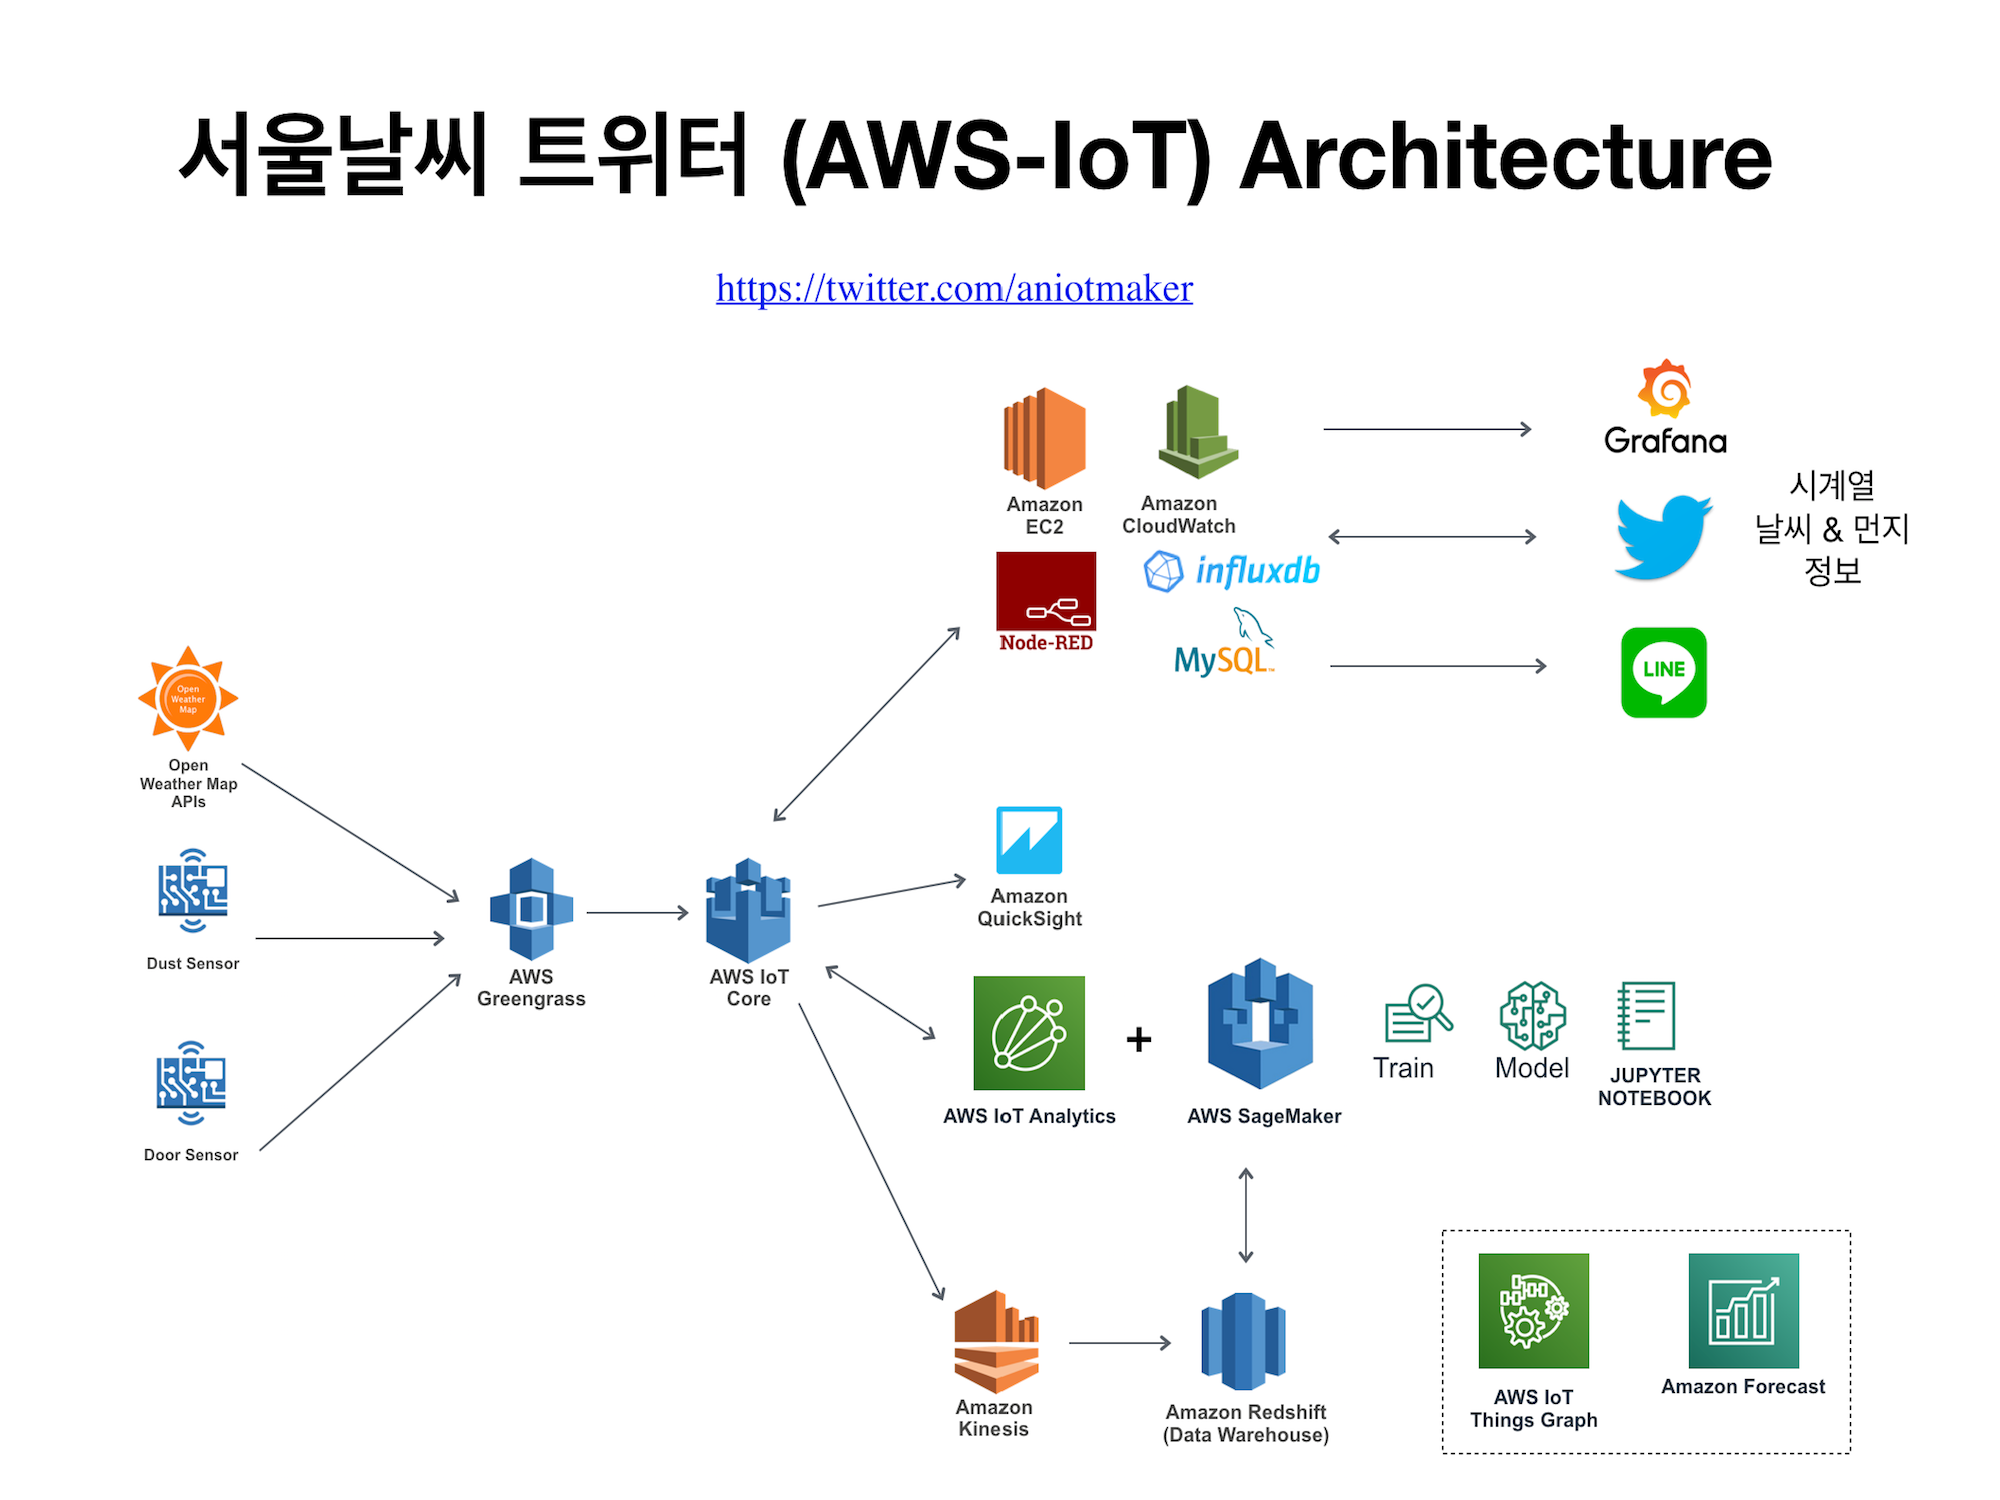 서울날씨 트위터 (AWS-IoT) Architecture
https://twitter.com/aniotmaker
Grafana
Amazon
EC2
Amazon
CloudWatch
시계열
날씨 & 먼지
정보
influxdb
Node-RED
MySQL™
LINE
Open
Weather
Map
Open
Weather Map
APIs
Dust Sensor
Door Sensor
AWS
Greengrass
AWS IoT
Core
Amazon
QuickSight
+
AWS IoT Analytics
AWS SageMaker
Train
Model
JUPYTER
NOTEBOOK
Amazon
Kinesis
Amazon Redshift
(Data Warehouse)
AWS IoT
Things Graph
Amazon Forecast